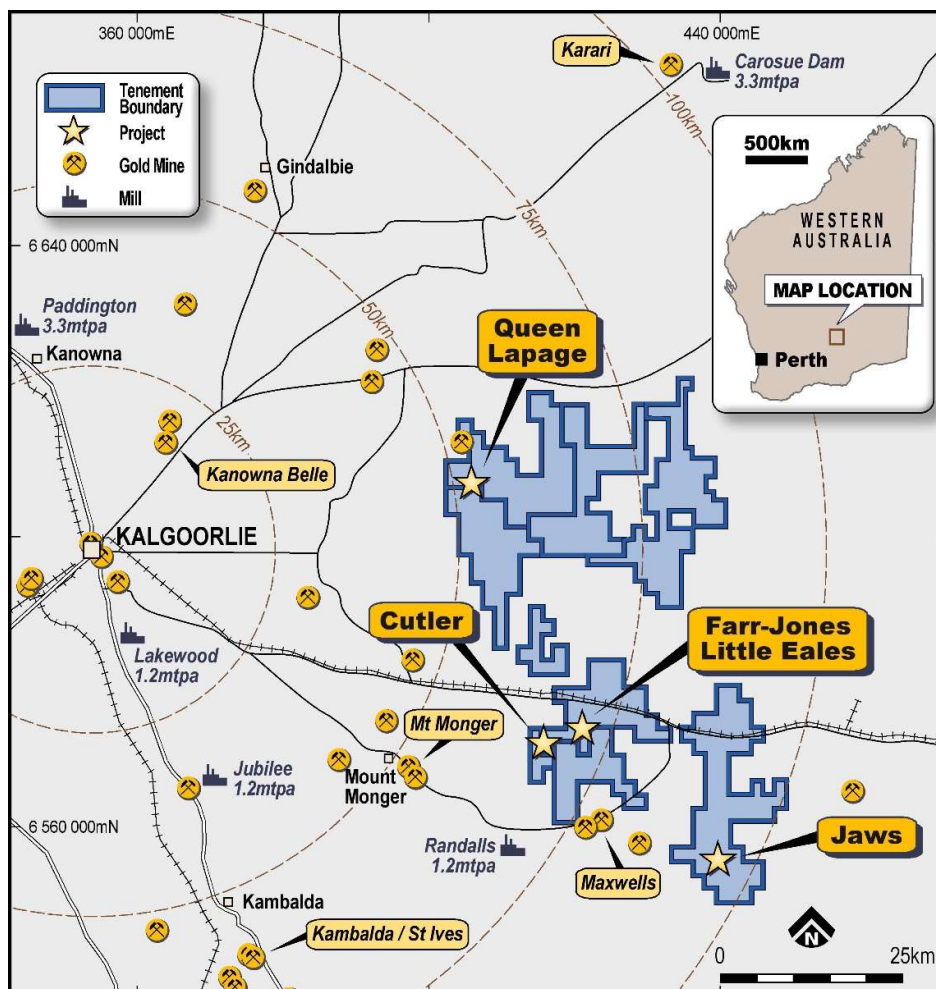 360 000mE
440 000mE
Karari
Carosue Dam
3.3mtpa
100km
Tenement
Boundary
Project
Gold Mine
Mill
500km
WESTERN
AUSTRALIA
MAP LOCATION
Perth
Gindalbie
75km
6 640 000mN
50km
Paddington
3.3mtpa
Kanowna
Queen
Lapage
25km
Kanowna Belle
KALGOORLIE
Cutler
Farr-Jones
Little Eales
Lakewood
1.2mtpa
Mt Monger
Jubilee
1.2mtpa
Mount
Monger
6 560 000mN
Randalls
1.2mtpa
Jaws
Maxwells
Kambalda
Kambalda / St Ives
N
0
25km